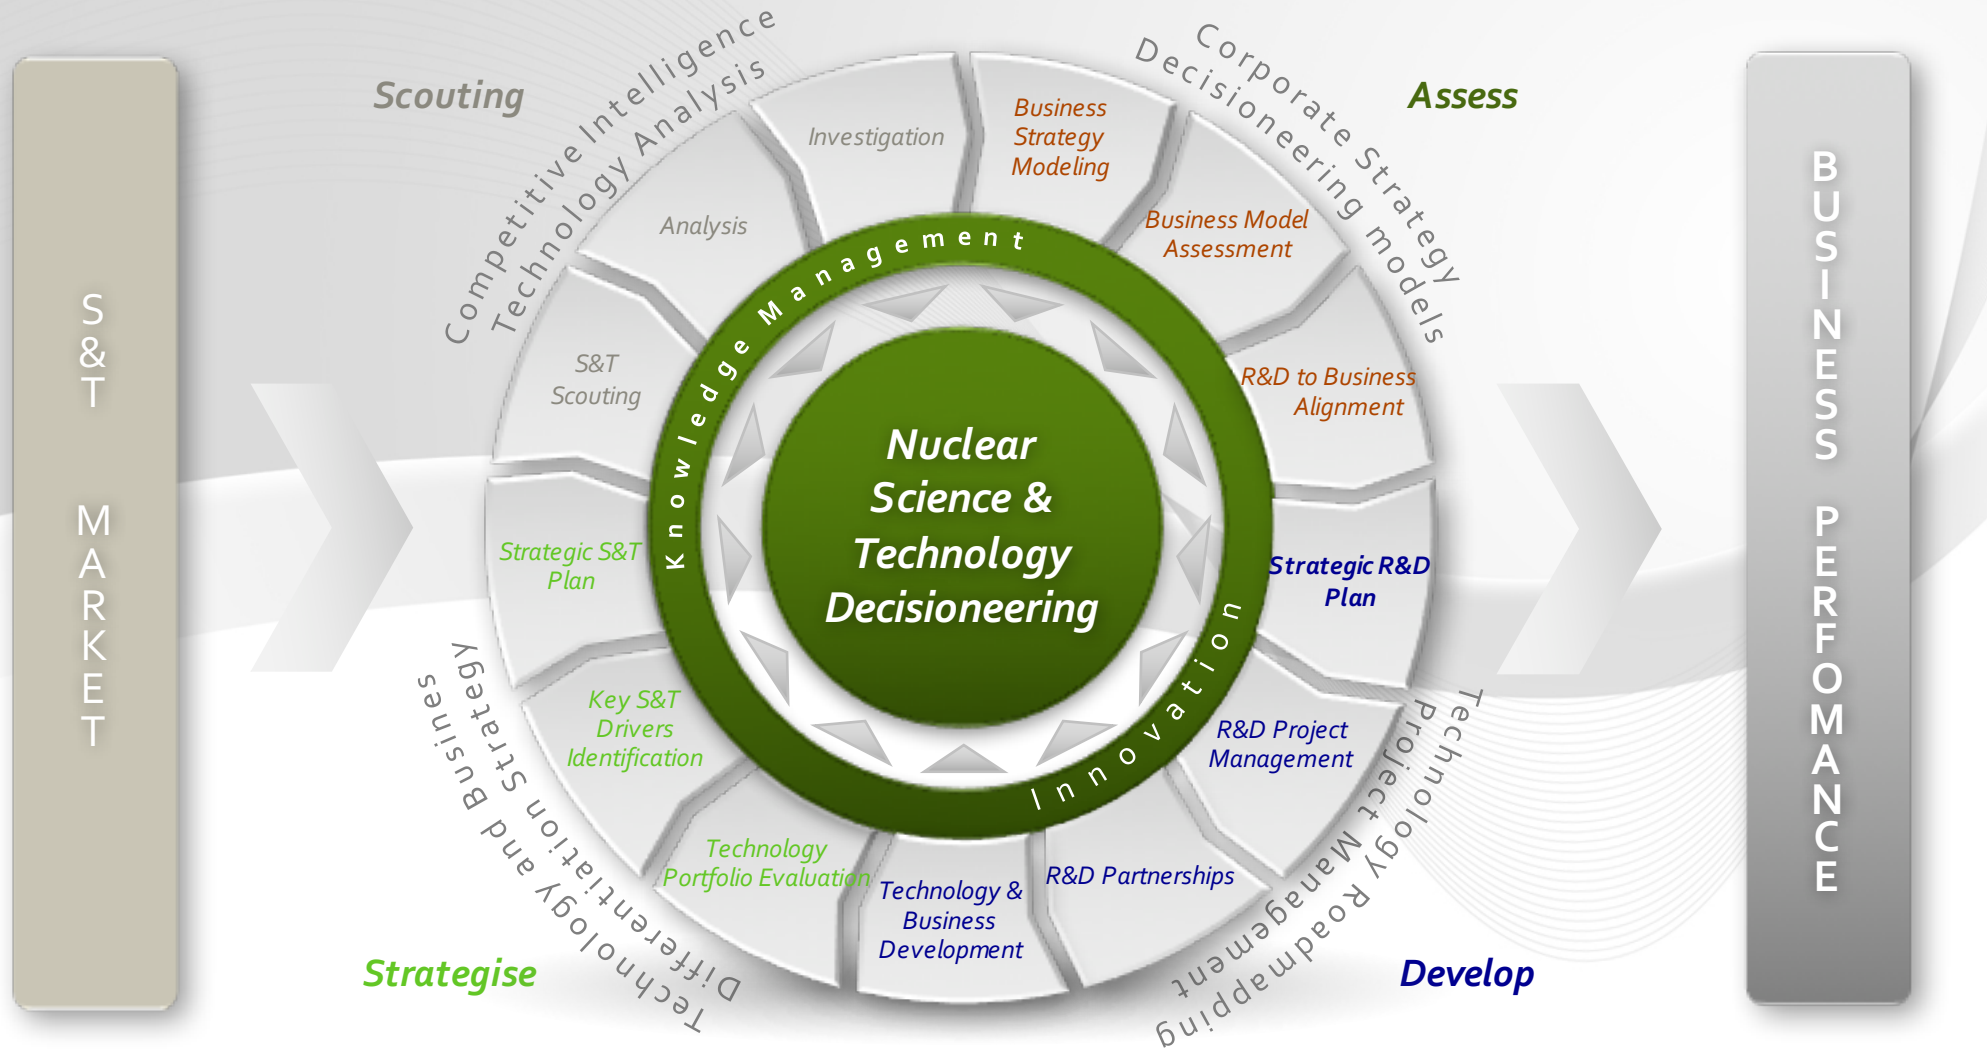 S&T MARKET
Scouting
Competitive Intelligence
Technology Analysis
Corporate Strategy
Decisioneering models
Assess
Investigation
Analysis
S&T
Scouting
Business
Strategy
Modeling
Business Model
Assessment
R&D to Business
Alignment
Knowledge Management
Nuclear
Science &
Technology
Decisioneering
Innovation
Strategic S&T
Plan
Key S&T
Drivers
Identification
Technology
Portfolio Evaluation
Technology &
Business
Development
R&D Partnerships
R&D Project
Management
Strategic R&D
Plan
Strategise
Technology and Busines
Differentiation Strategy
Technology Roadmapping
Project Management
Develop
BUSINESS PERFOMANCE